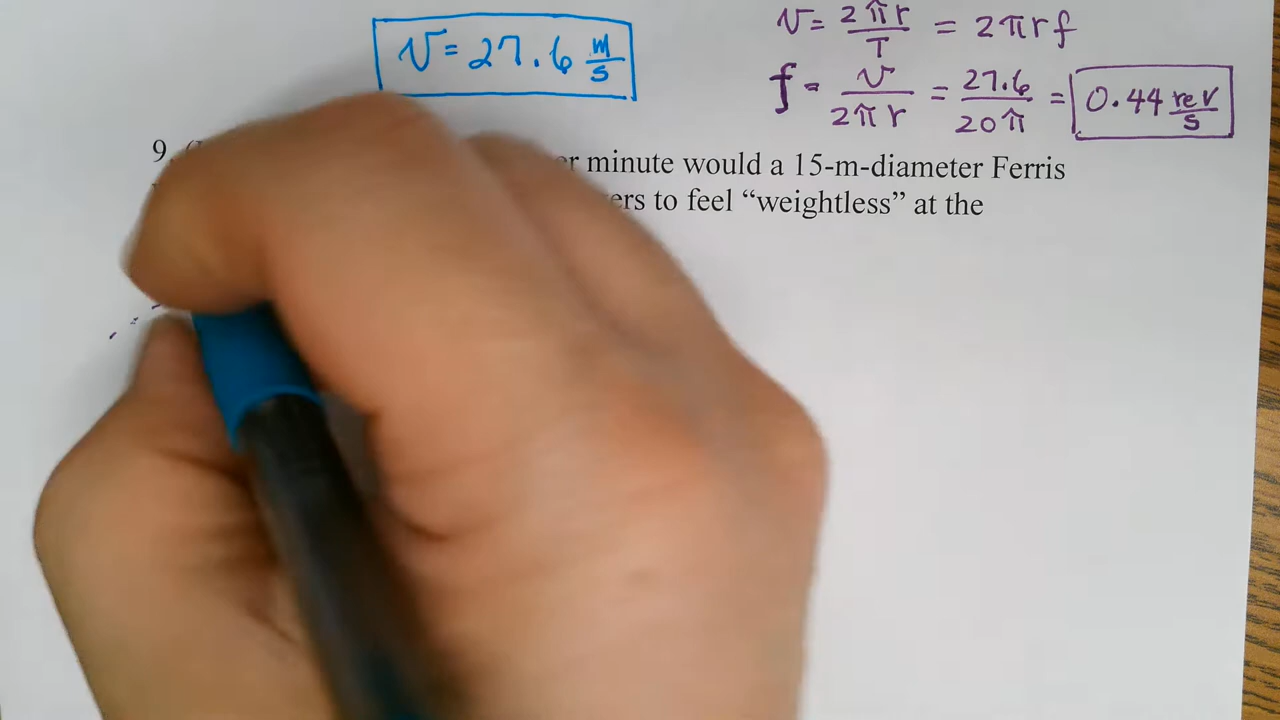 v = 27.6 m/s
v = 2πr/T = 2πrf
f = v/2πr = 27.6/20π = 0.44 rev/s
9. minute would a 15-m-diameter Ferris
to feel “weightless” at the